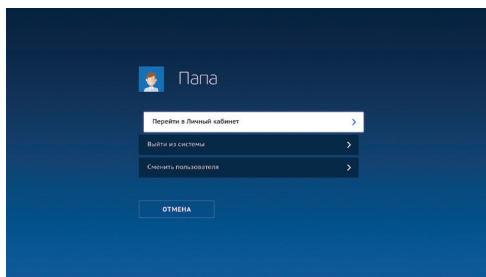 Папа
Перейти в Личный кабинет
Выйти из системы
Сменить пользователя
ОТМЕНА